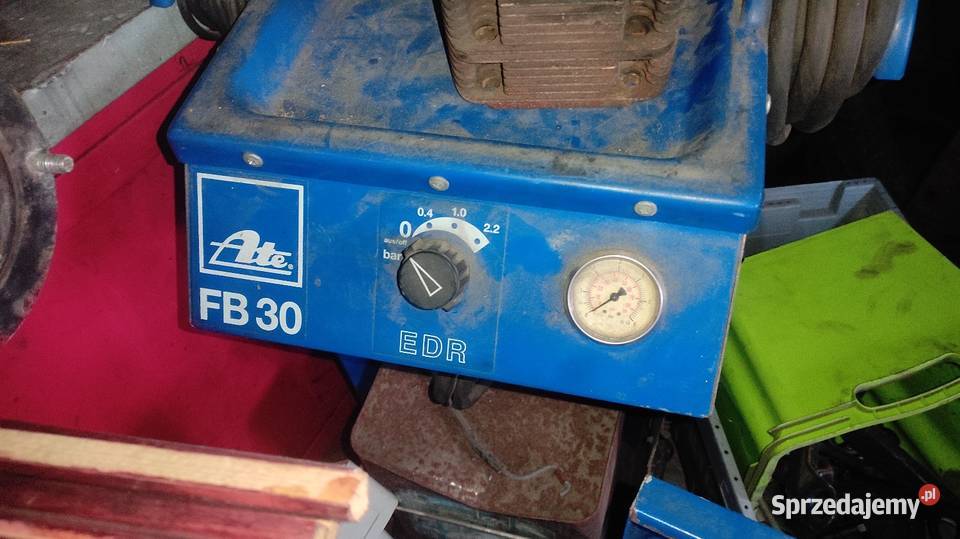 Ate®
FB 30
0.4 1.0
0 2.2
aus/off
bar
EDR
Sprzedajemy.pl